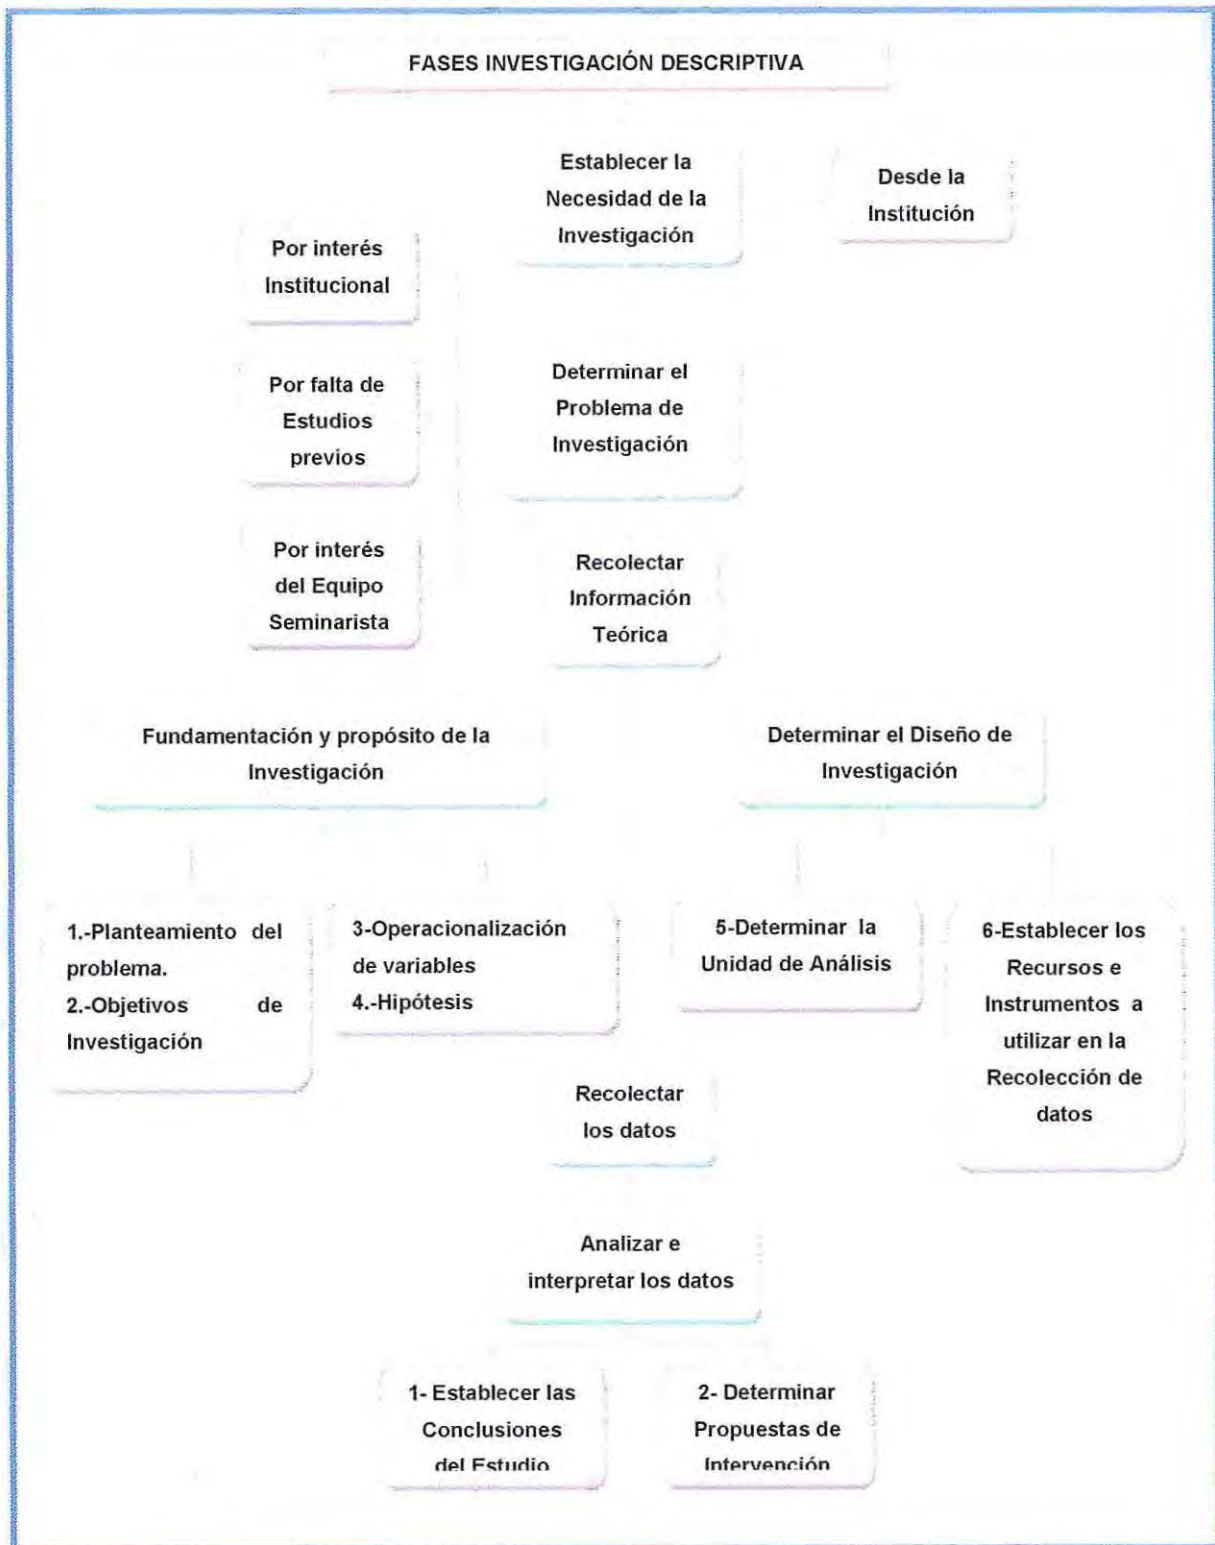 FASES INVESTIGACIÓN DESCRIPTIVA
Establecer la
Necesidad de la
Investigación
Desde la
Institución
Por interés
Institucional
Por falta de
Estudios
previos
Determinar el
Problema de
Investigación
Por interés
del Equipo
Seminarista
Recolectar
Información
Teórica
Fundamentación y propósito de la
Investigación
Determinar el Diseño de
Investigación
1.-Planteamiento del
problema.
2.-Objetivos de
Investigación
3-Operacionalización
de variables
4.-Hipótesis
5-Determinar la
Unidad de Análisis
6-Establecer los
Recursos e
Instrumentos a
utilizar en la
Recolección de
datos
Recolectar
los datos
Analizar e
interpretar los datos
1- Establecer las
Conclusiones
del Estudio
2- Determinar
Propuestas de
Intervención